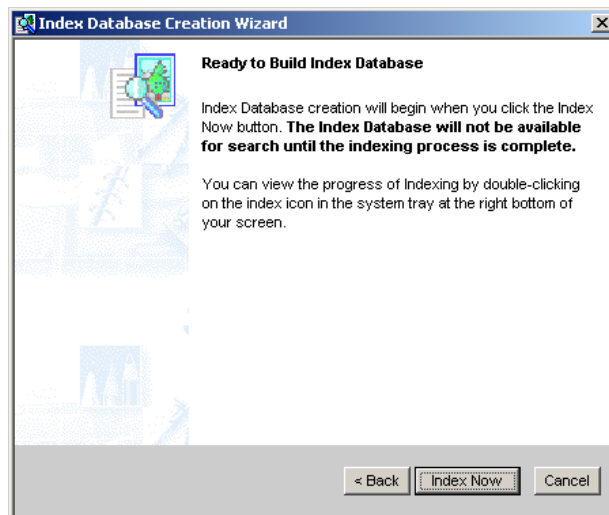 Index Database Creation Wizard
Ready to Build Index Database
Index Database creation will begin when you click the Index
Now button. The Index Database will not be available
for search until the indexing process is complete.
You can view the progress of Indexing by double-clicking
on the index icon in the system tray at the right bottom of
your screen.
< Back Index Now Cancel